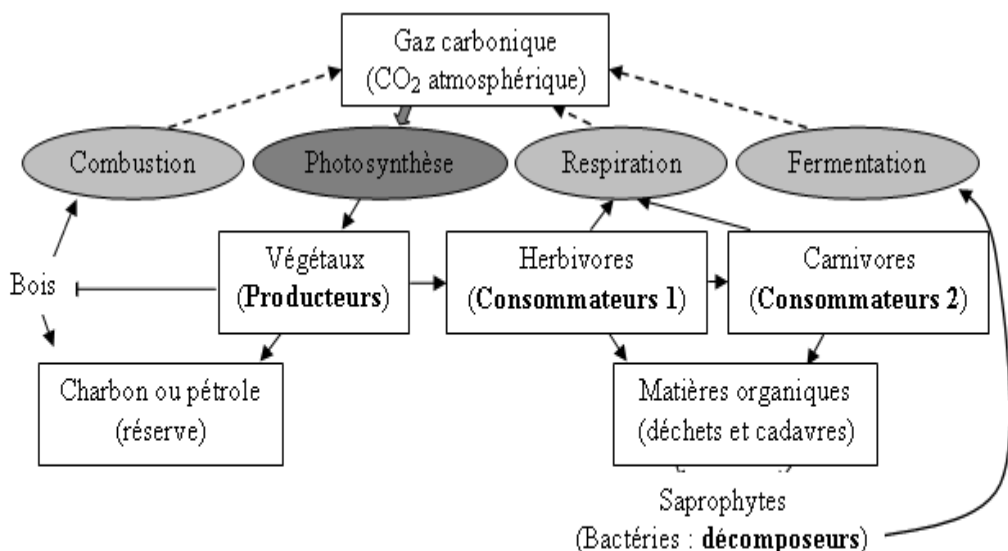 Gaz carbonique
(CO₂ atmosphérique)
Combustion
Photosynthèse
Respiration
Fermentation
Végétaux
(Producteurs)
Herbivores
(Consommateurs 1)
Carnivores
(Consommateurs 2)
Bois
Charbon ou pétrole
(réserve)
Matières organiques
(déchets et cadavres)
Saprophytes
(Bactéries : décomposeurs)